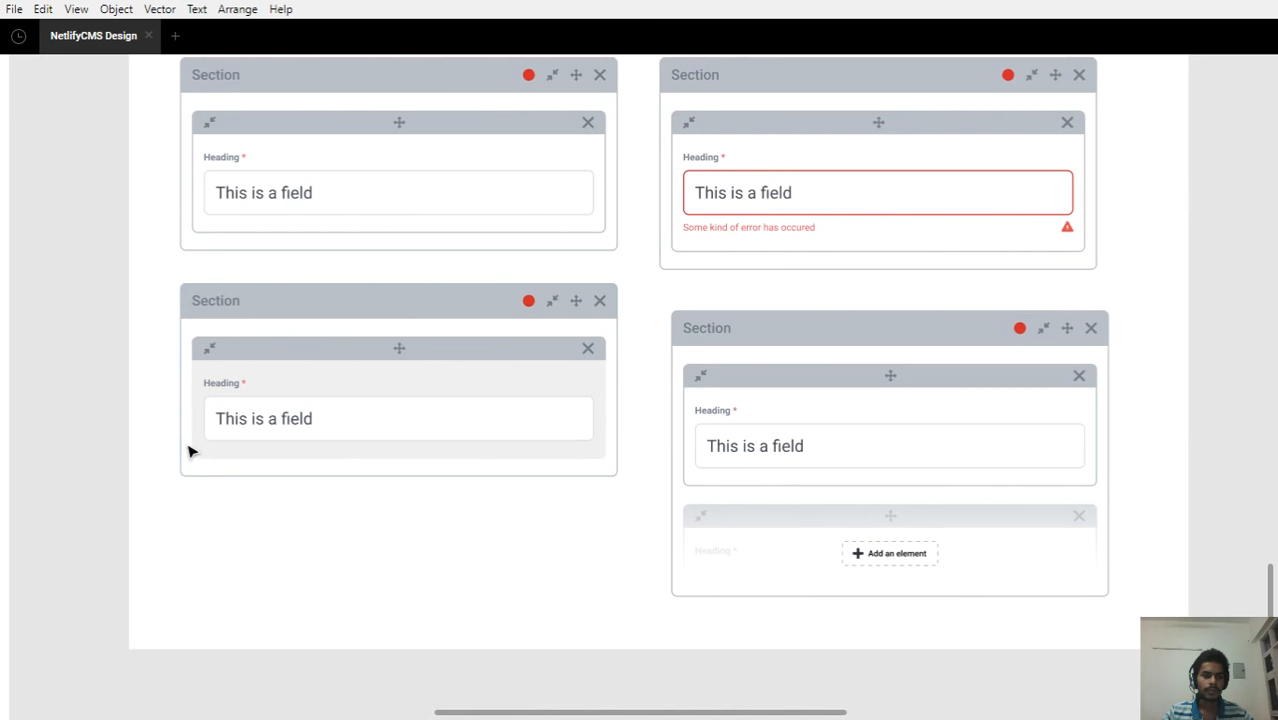 File Edit View Object Vector Text Arrange Help
NetlifyCMS Design
Section
Heading *
This is a field
Section
Heading *
This is a field
Some kind of error has occured
Section
Heading *
This is a field
Section
Heading *
This is a field
Heading *
Add an element